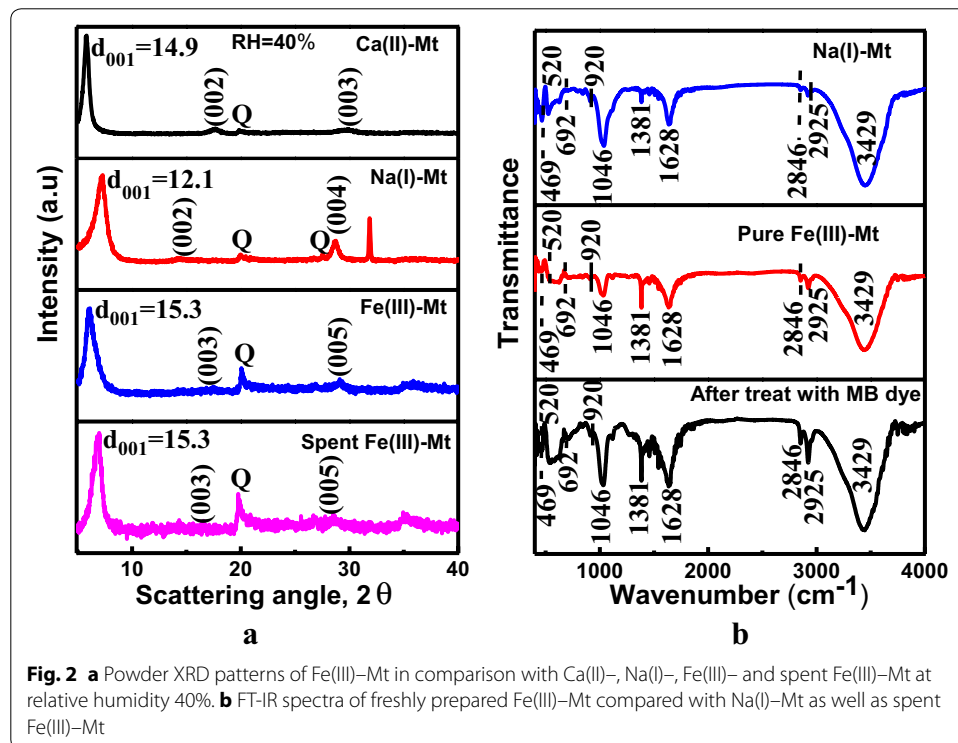 Intensity (a.u)
d001=14.9
RH=40%
Ca(II)-Mt
(002)
Q
(003)
d001=12.1
Na(I)-Mt
(002)
Q
Q
(004)
d001=15.3
Fe(III)-Mt
(003)
Q
(005)
d001=15.3
Spent Fe(III)-Mt
(003)
Q
(005)
10 20 30 40
Scattering angle, 2 θ
a
Transmittance
Na(I)-Mt
469
520
692
920
1046
1381
1628
2846
2925
3429
Pure Fe(III)-Mt
469
520
692
920
1046
1381
1628
2846
2925
3429
After treat with MB dye
469
520
692
920
1046
1381
1628
2846
2925
3429
1000 2000 3000 4000
Wavenumber (cm-1)
b
Fig. 2 a Powder XRD patterns of Fe(III)–Mt in comparison with Ca(II)–, Na(I)–, Fe(III)– and spent Fe(III)–Mt at
relative humidity 40%. b FT-IR spectra of freshly prepared Fe(III)–Mt compared with Na(I)–Mt as well as spent
Fe(III)–Mt